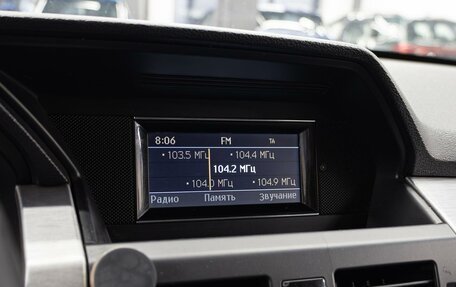 8:06 FM TA
• 103.5 МГц • 104.4 МГц
104.2 МГц
• 104.0 МГц • 104.9 МГц
Радио Память Звучание